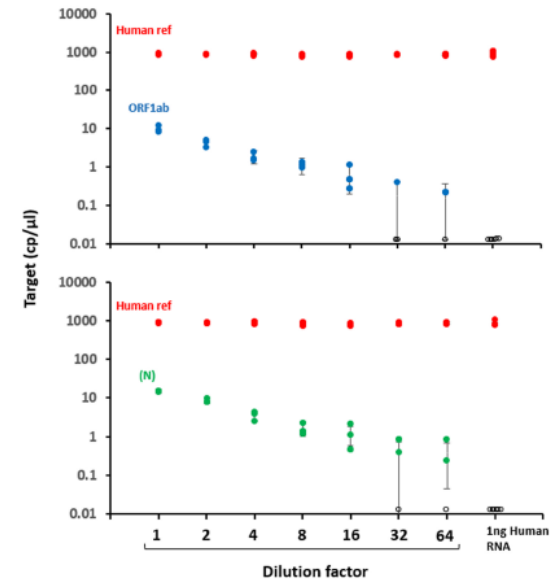 10000
Human ref
1000
100
ORF1ab
10
1
0.1
0.01
Target (cp/µl)
10000
Human ref
1000
100
(N)
10
1
0.1
0.01
1 2 4 8 16 32 64 1ng Human
RNA
Dilution factor